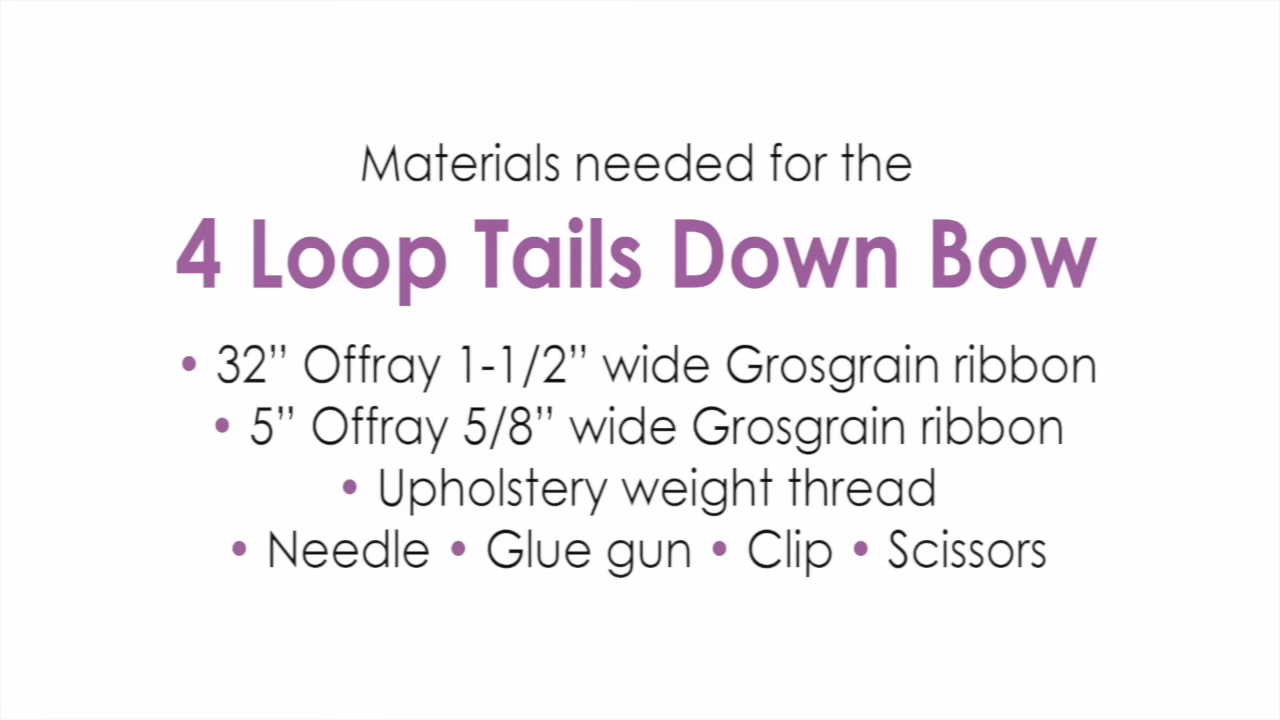 Materials needed for the
4 Loop Tails Down Bow
• 32” Offray 1-1/2” wide Grosgrain ribbon
• 5” Offray 5/8” wide Grosgrain ribbon
• Upholstery weight thread
• Needle • Glue gun • Clip • Scissors